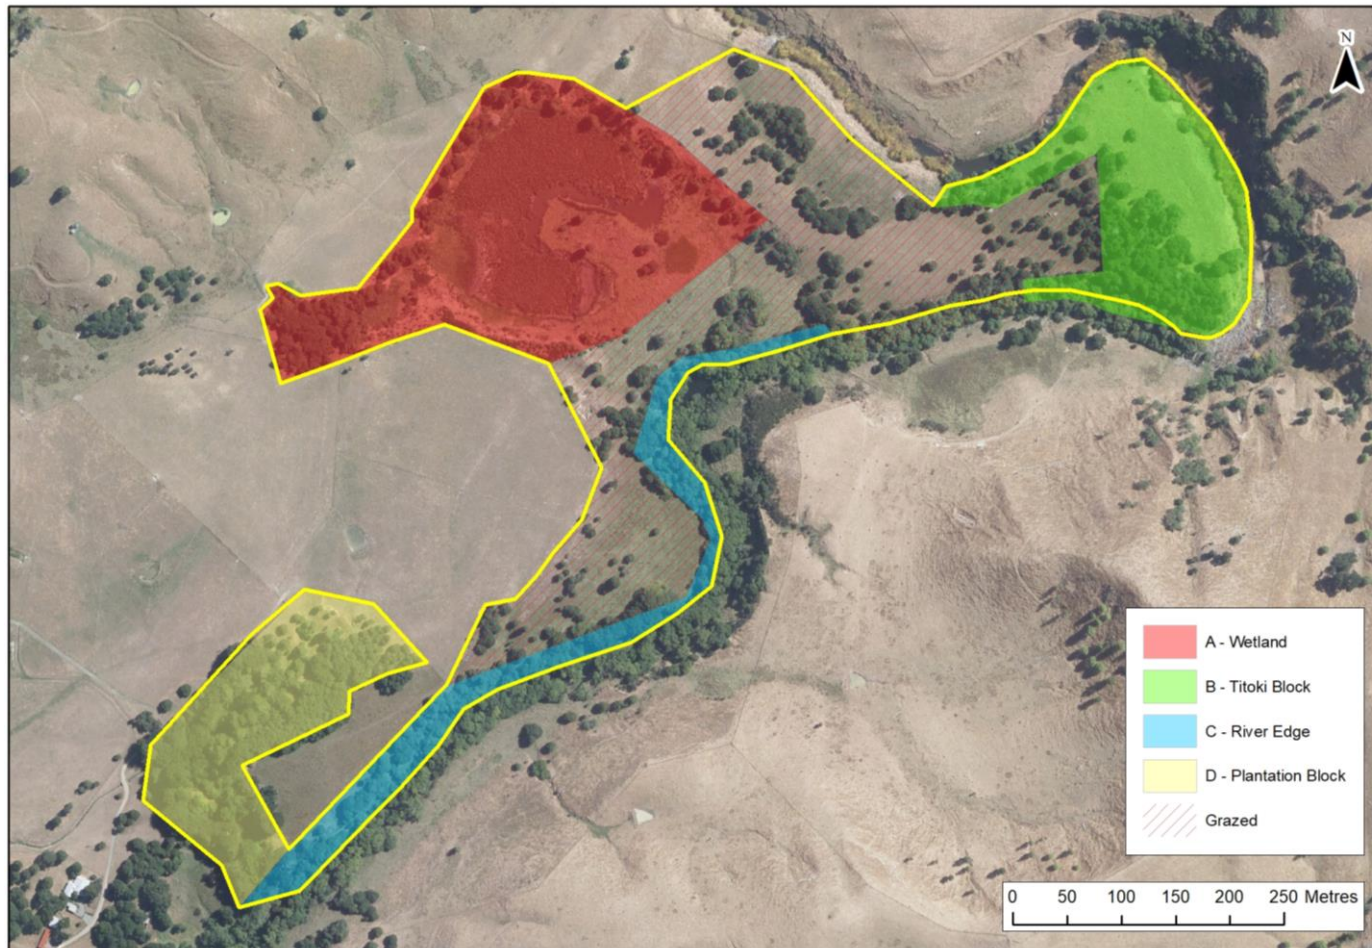 N
A - Wetland
B - Titoki Block
C - River Edge
D - Plantation Block
Grazed
0 50 100 150 200 250 Metres